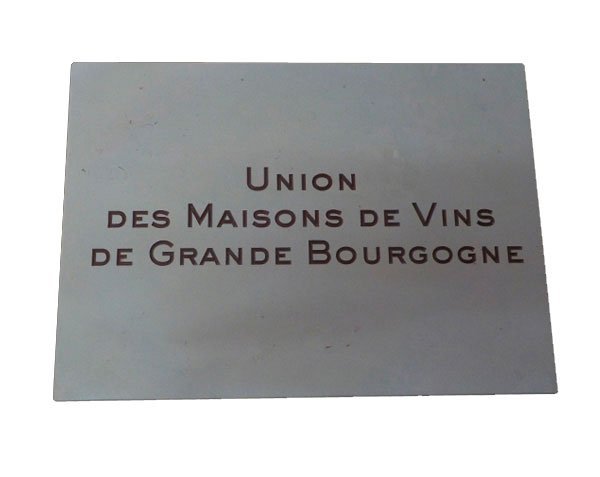 Union
des Maisons de Vins
de Grande Bourgogne